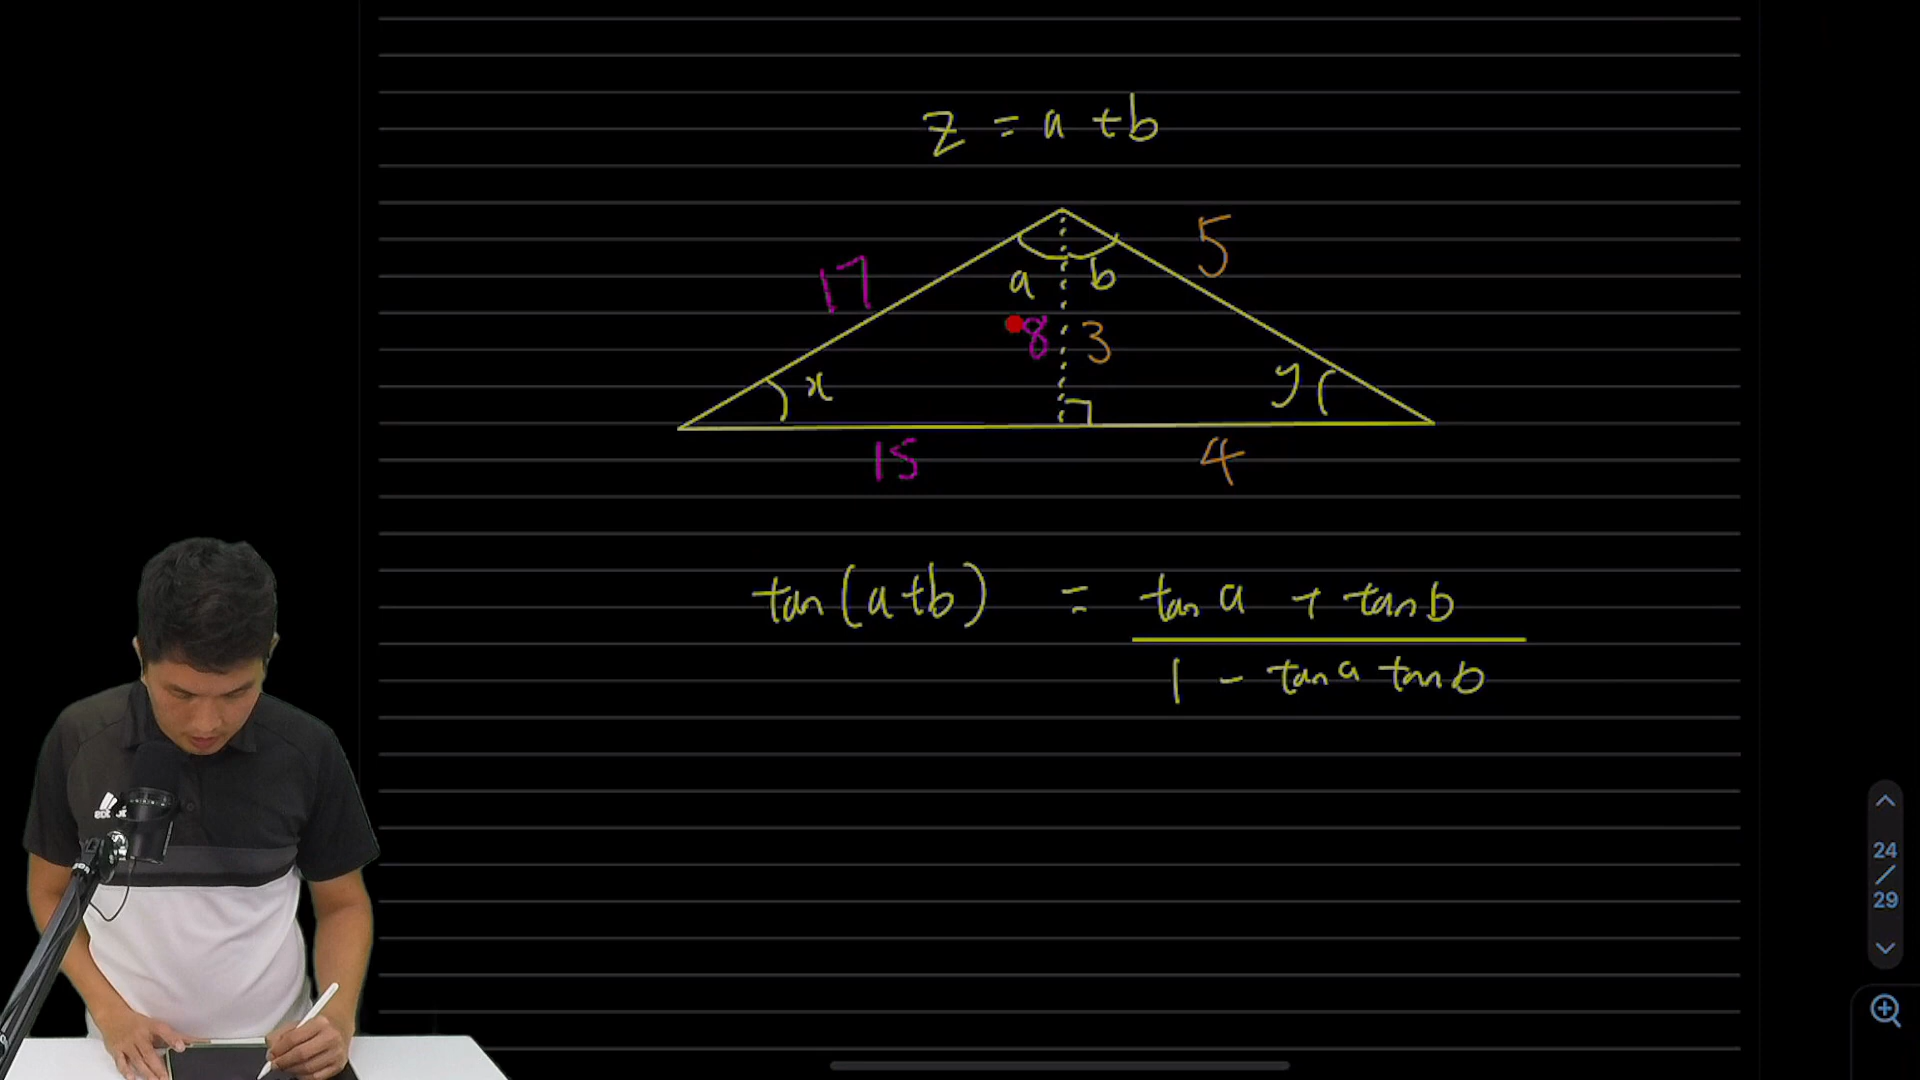 z = a + b
17
5
a
b
8
3
x
y
15
4
tan(a+b) = tan a + tan b
1 - tan a tan b
24
/
29